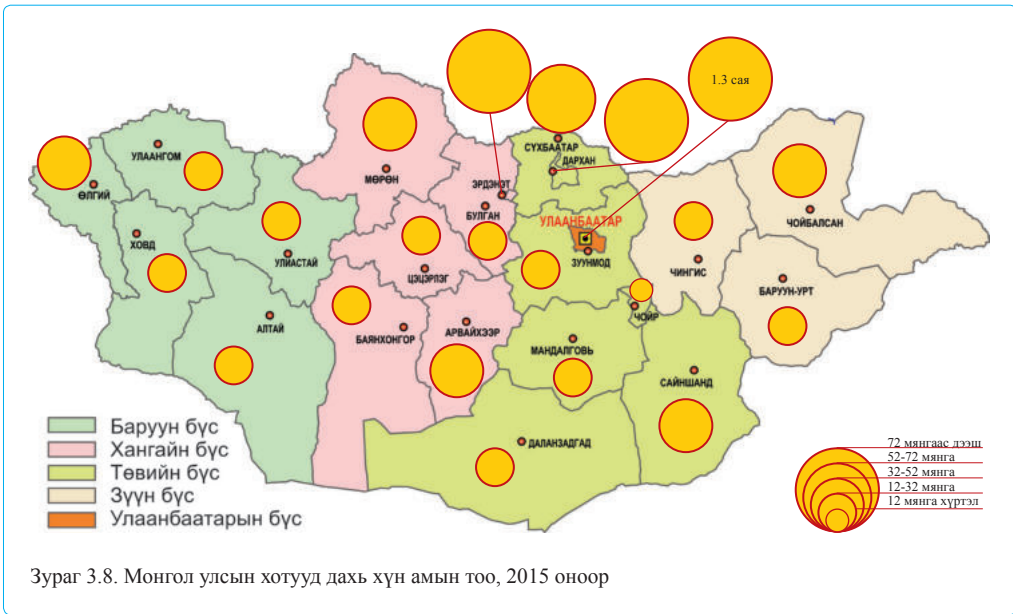 1.3 сая
СҮХБААТАР
ДАРХАН
УЛААНГОМ
МӨРӨН
ЭРДЭНЭТ
ӨЛГИЙ
БУЛГАН
УЛААНБААТАР
ЧОЙБАЛСАН
ХОВД
УЛИАСТАЙ
ЦЭЦЭРЛЭГ
ЗУУНМОД
ЧИНГИС
БАРУУН-УРТ
АЛТАЙ
БАЯНХОНГОР
АРВАЙХЭЭР
ЧОЙР
МАНДАЛГОВЬ
САЙНШАНД
ДАЛАНЗАДГАД
Баруун бүс
Хангайн бүс
Төвийн бүс
Зүүн бүс
Улаанбаатарын бүс
72 мянгаас дээш
52-72 мянга
32-52 мянга
12-32 мянга
12 мянга хүртэл
Зураг 3.8. Монгол улсын хотууд дахь хүн амын тоо, 2015 оноор